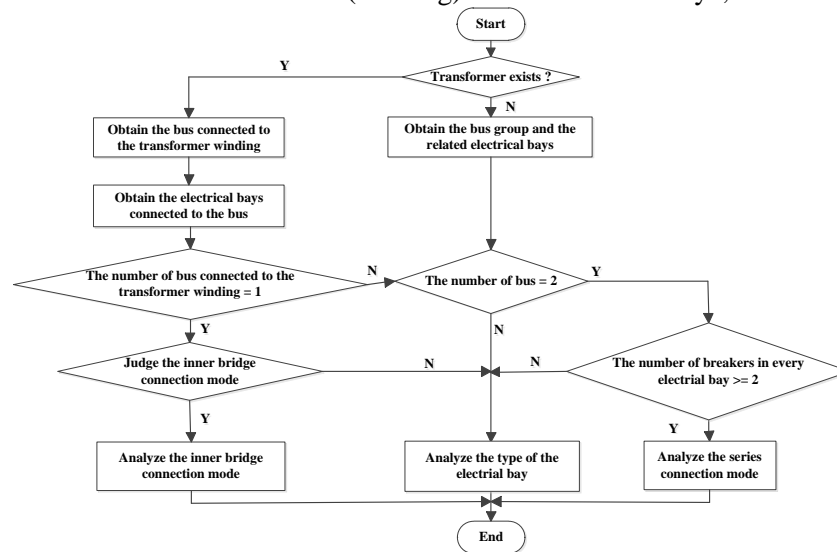 Start
Y
Transformer exists ?
N
Obtain the bus connected to
the transformer winding
Obtain the bus group and the
related electrical bays
Obtain the electrical bays
connected to the bus
The number of bus connected to the
transformer winding = 1
N
The number of bus = 2
Y
Y
N
Judge the inner bridge
connection mode
N
N
The number of breakers in every
electrial bay >= 2
Y
Y
Analyze the inner bridge
connection mode
Analyze the type of the
electrial bay
Analyze the series
connection mode
End